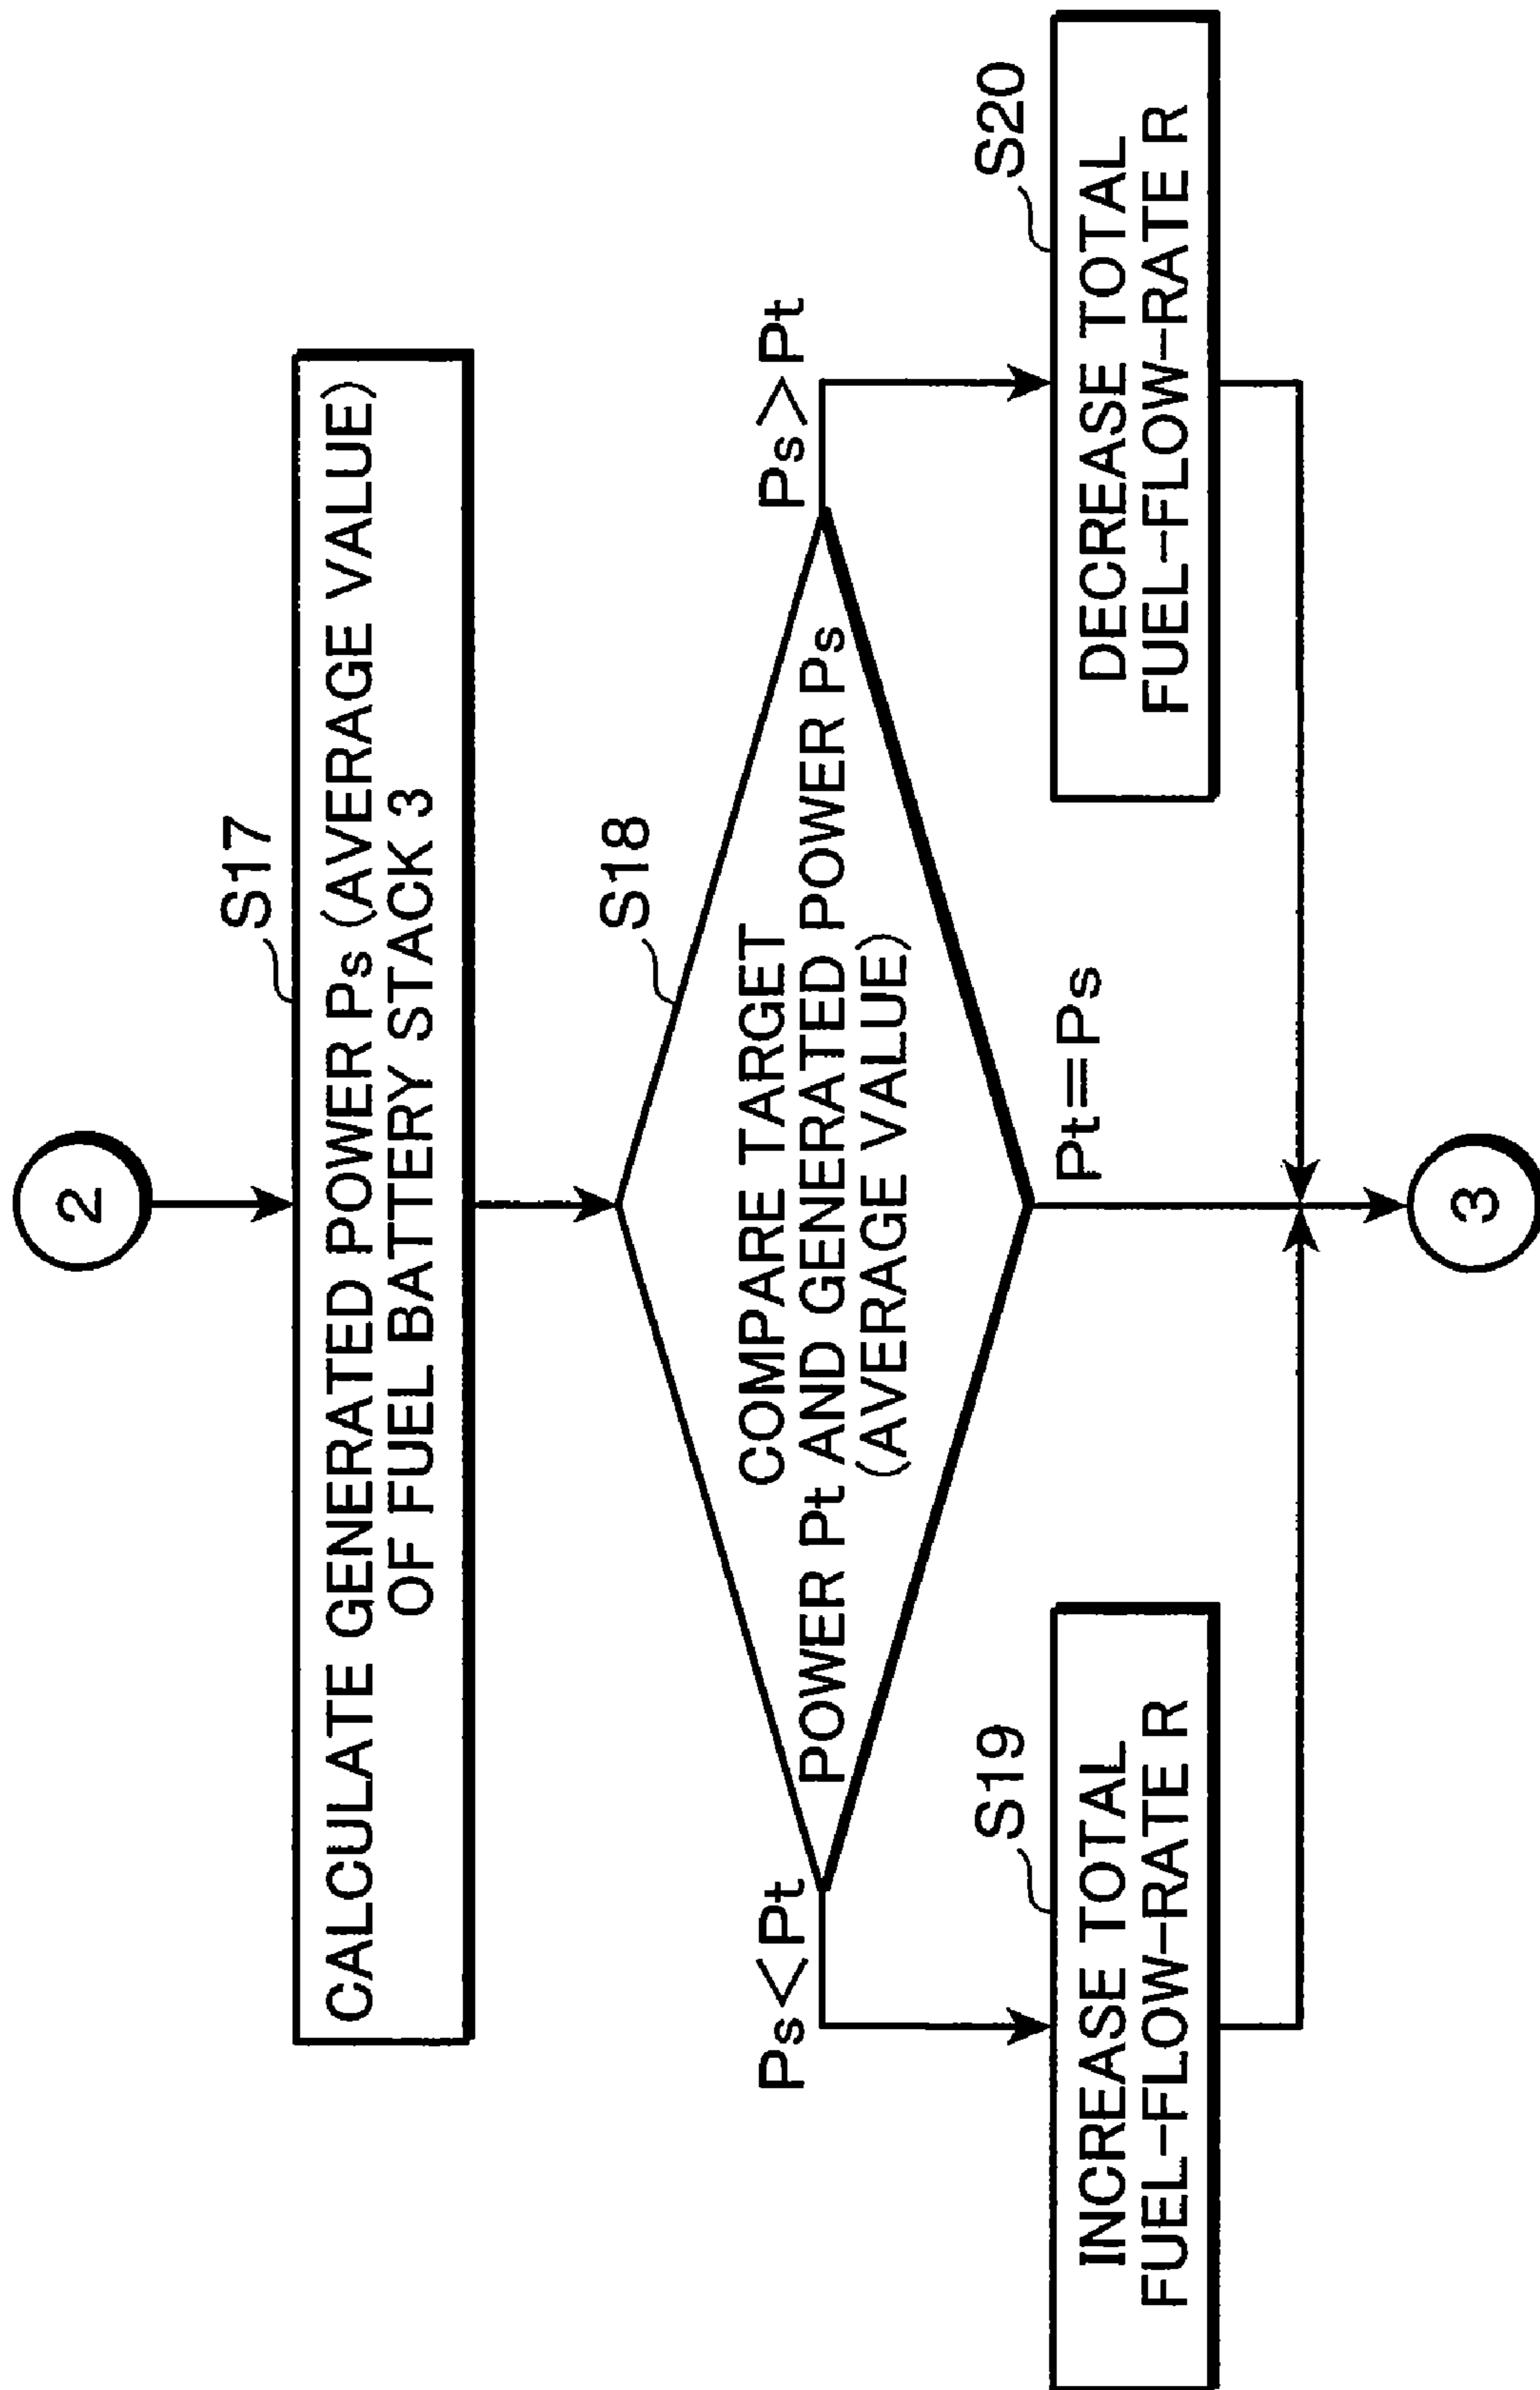 2
S17
CALCULATE GENERATED POWER Ps (AVERAGE VALUE)
OF FUEL BATTERY STACK 3
S18
COMPARE TARGET
POWER Pt AND GENERATED POWER Ps
(AVERAGE VALUE)
Ps<Pt
Ps>Pt
Pt=Ps
S19
INCREASE TOTAL
FUEL-FLOW-RATE R
S20
DECREASE TOTAL
FUEL-FLOW-RATE R
3